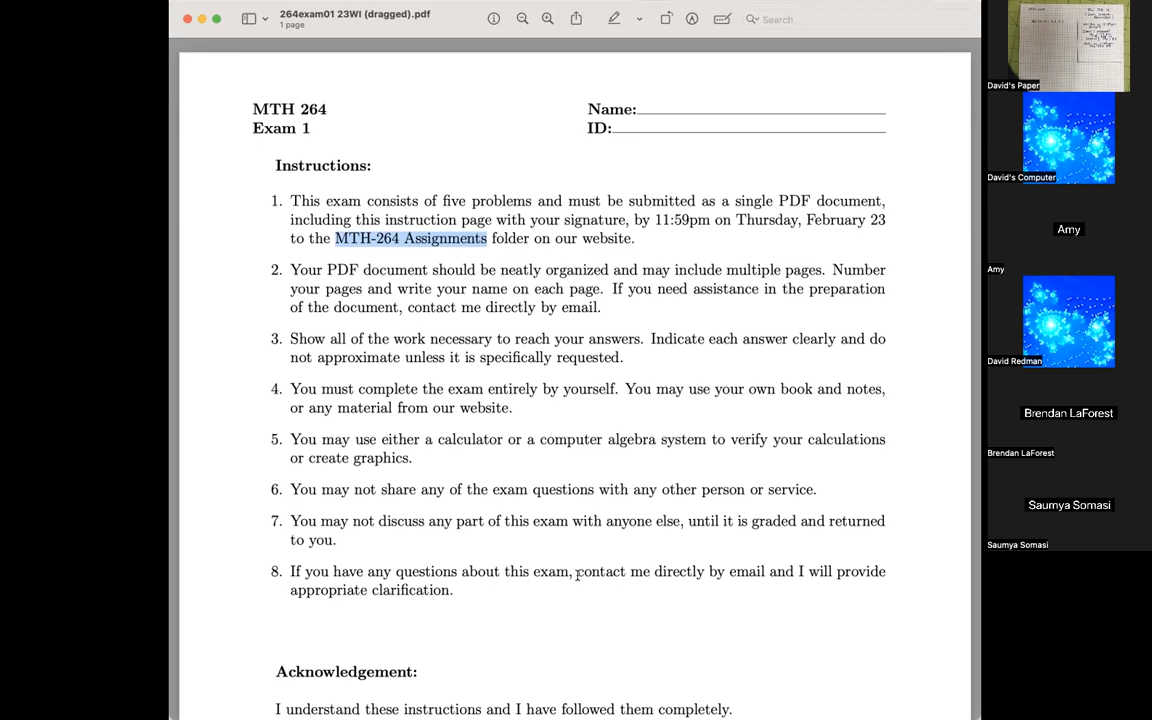 264exam01 23WI (dragged).pdf
1 page
Search
MTH 264
Exam 1
Name:
ID:
Instructions:
1. This exam consists of five problems and must be submitted as a single PDF document,
including this instruction page with your signature, by 11:59pm on Thursday, February 23
to the MTH-264 Assignments folder on our website.
2. Your PDF document should be neatly organized and may include multiple pages. Number
your pages and write your name on each page. If you need assistance in the preparation
of the document, contact me directly by email.
3. Show all of the work necessary to reach your answers. Indicate each answer clearly and do
not approximate unless it is specifically requested.
4. You must complete the exam entirely by yourself. You may use your own book and notes,
or any material from our website.
5. You may use either a calculator or a computer algebra system to verify your calculations
or create graphics.
6. You may not share any of the exam questions with any other person or service.
7. You may not discuss any part of this exam with anyone else, until it is graded and returned
to you.
8. If you have any questions about this exam, contact me directly by email and I will provide
appropriate clarification.
Acknowledgement:
I understand these instructions and I have followed them completely.
David's Paper
David's Computer
Amy
Amy
David Redman
Brendan LaForest
Brendan LaForest
Saumya Somasi
Saumya Somasi